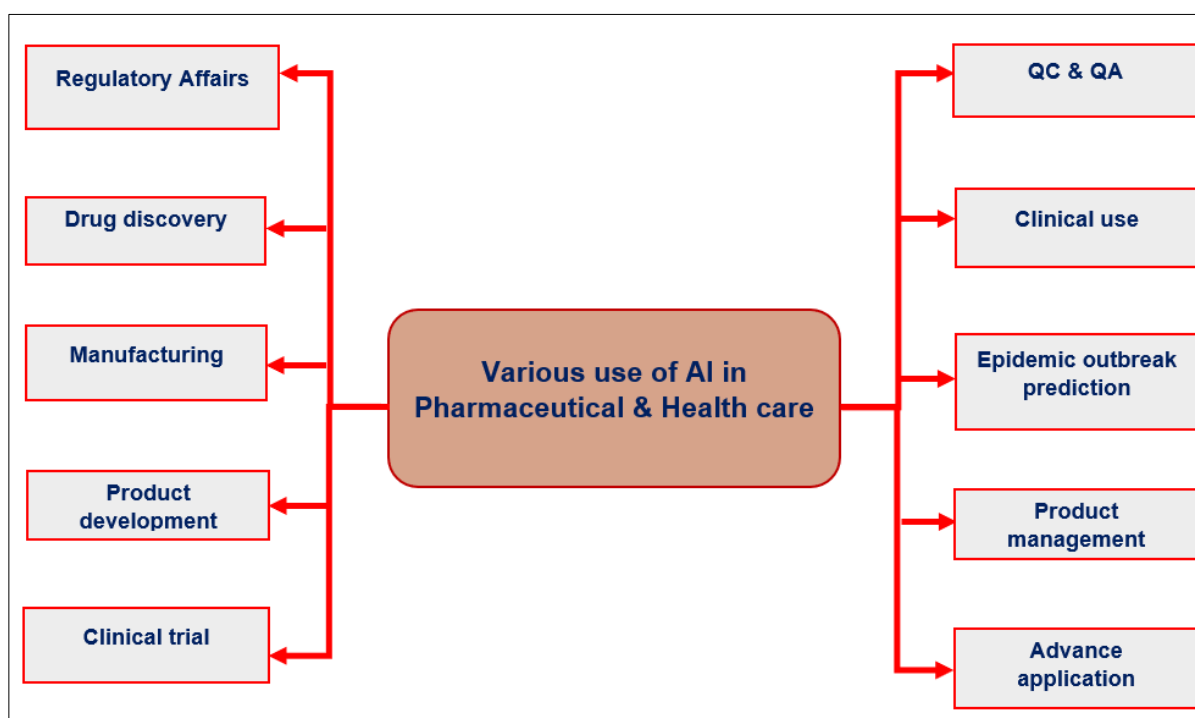 Regulatory Affairs
Drug discovery
Manufacturing
Product
development
Clinical trial
Various use of AI in
Pharmaceutical & Health care
QC & QA
Clinical use
Epidemic outbreak
prediction
Product
management
Advance
application